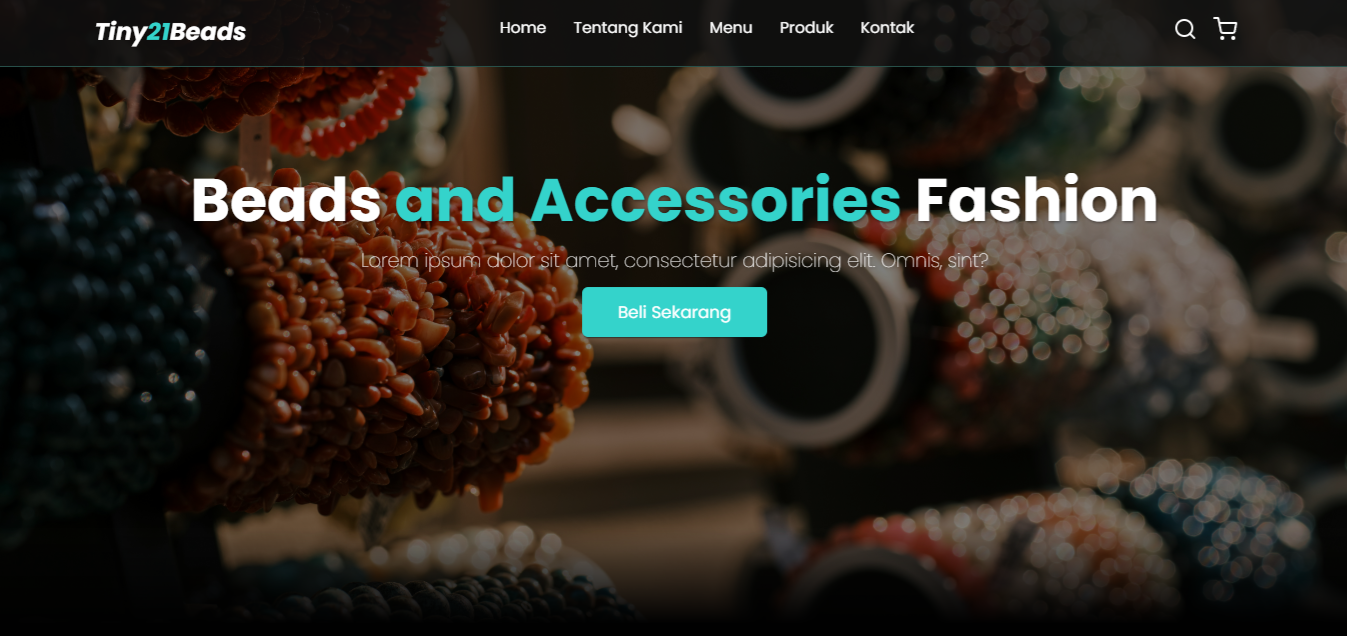 Tiny21Beads
Home Tentang Kami Menu Produk Kontak
Beads and Accessories Fashion
Lorem ipsum dolor sit amet, consectetur adipisicing elit. Omnis, sint?
Beli Sekarang